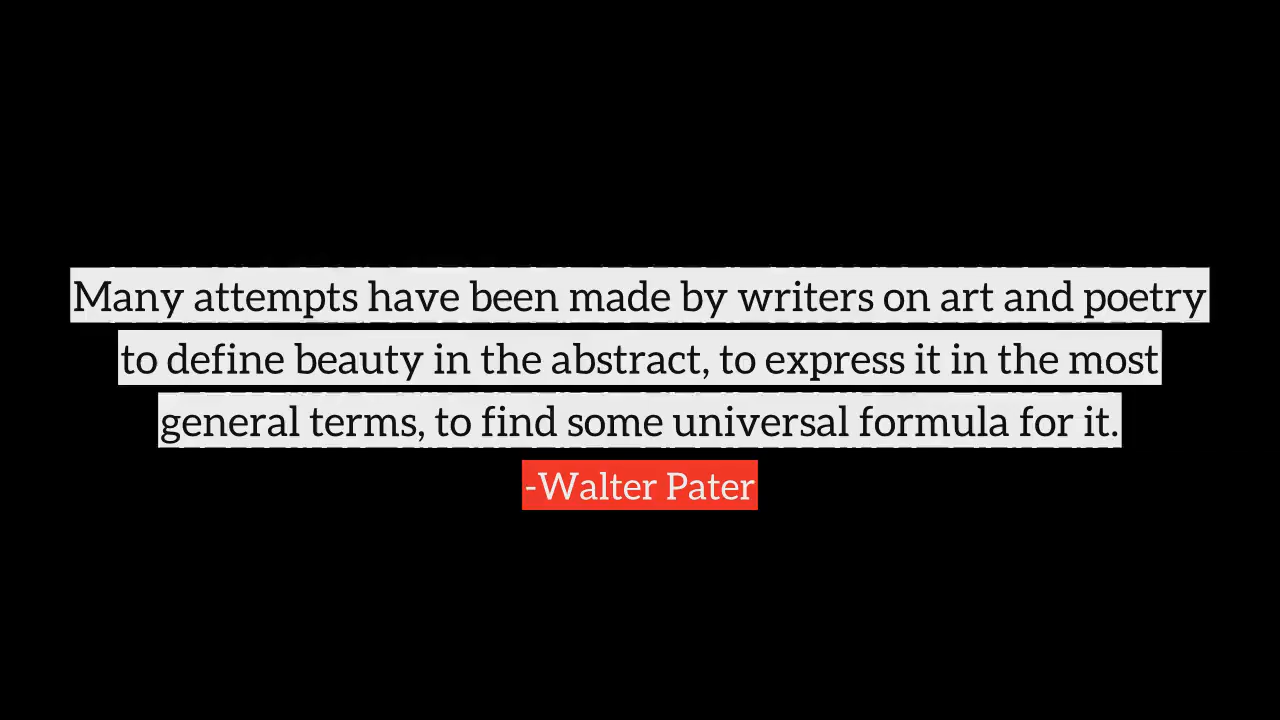 Many attempts have been made by writers on art and poetry
to define beauty in the abstract, to express it in the most
general terms, to find some universal formula for it.
-Walter Pater